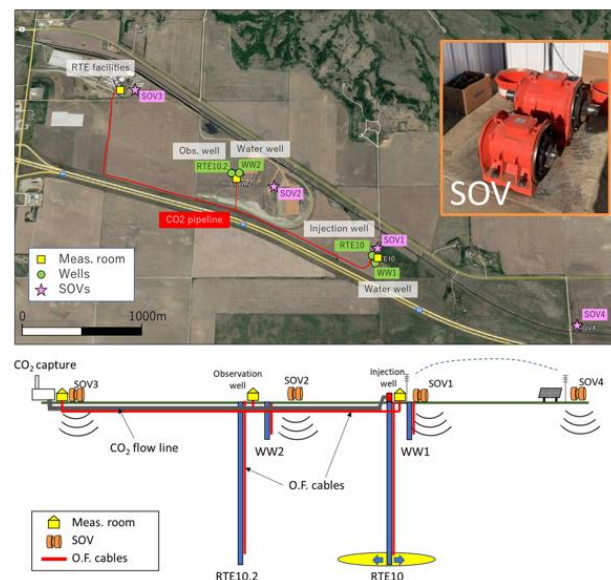 RTE facilities
SOV3
Obs. well
Water well
RTE10.2
WW2
SOV2
CO2 pipeline
Injection well
RTE10
SOV1
WW1
Water well
SOV4
SOV
Meas. room
Wells
SOVs
0
1000m
CO₂ capture
SOV3
Observation
well
SOV2
Injection
well
SOV1
SOV4
CO₂ flow line
WW2
WW1
O.F. cables
Meas. room
SOV
O.F. cables
RTE10.2
RTE10